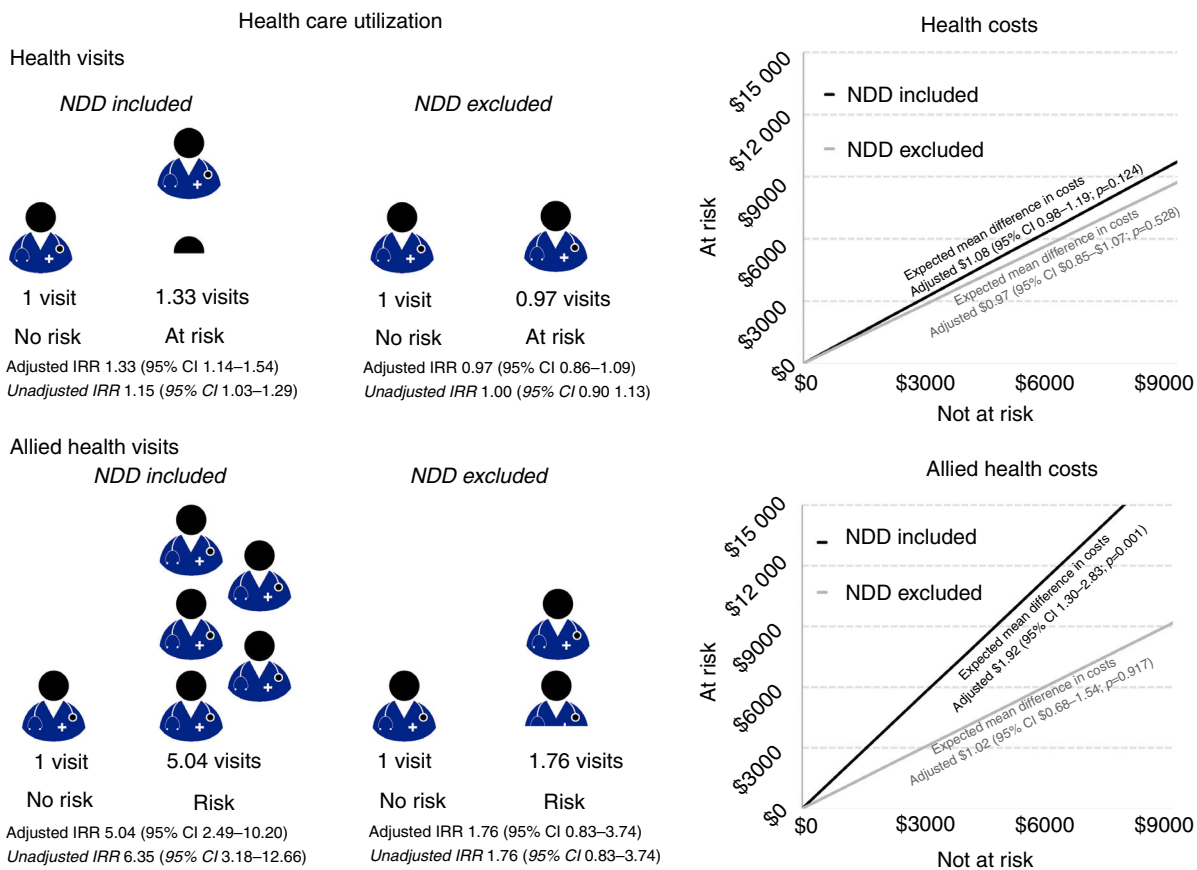 Health care utilization
Health visits
NDD included
NDD excluded
1 visit
1.33 visits
1 visit
0.97 visits
No risk
At risk
No risk
At risk
Adjusted IRR 1.33 (95% CI 1.14–1.54)
Unadjusted IRR 1.15 (95% CI 1.03–1.29)
Adjusted IRR 0.97 (95% CI 0.86–1.09)
Unadjusted IRR 1.00 (95% CI 0.90 1.13)
Allied health visits
NDD included
NDD excluded
1 visit
5.04 visits
1 visit
1.76 visits
No risk
Risk
No risk
Risk
Adjusted IRR 5.04 (95% CI 2.49–10.20)
Unadjusted IRR 6.35 (95% CI 3.18–12.66)
Adjusted IRR 1.76 (95% CI 0.83–3.74)
Unadjusted IRR 1.76 (95% CI 0.83–3.74)
Health costs
$15 000
$12 000
$9000
$6000
$3000
$0
At risk
NDD included
NDD excluded
Expected mean difference in costs
Adjusted $1.08 (95% CI 0.98–1.19; p=0.124)
Expected mean difference in costs
Adjusted $0.97 (95% CI $0.85–$1.07; p=0.528)
$0
$3000
$6000
$9000
Not at risk
Allied health costs
$15 000
$12 000
$9000
$6000
$3000
$0
At risk
NDD included
NDD excluded
Expected mean difference in costs
Adjusted $1.92 (95% CI 1.30–2.83; p=0.001)
Expected mean difference in costs
Adjusted $1.02 (95% CI $0.68–1.54; p=0.917)
$0
$3000
$6000
$9000
Not at risk